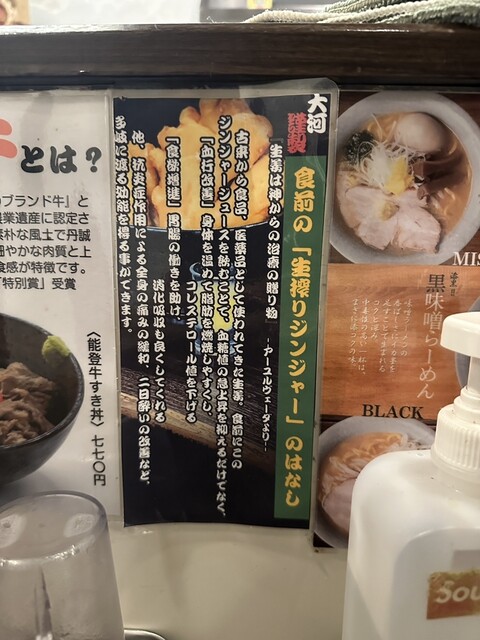 大河
謹製
食前の「生搾りジンジャー」のはなし
「生姜は神からの治療の贈り物」
―アーユルヴェーダより―
古来から食品、医薬品として使われてきた生姜。食前にこの
ジンジャージュースを飲むことで、血糖値の急上昇を抑えるだけでなく、
「血行改善」身体を温めて脂肪を燃焼しやすくし、
コレステロール値を下げる
「食欲増進」胃腸の働きを助け、
消化吸収も良くしてくれる
他、抗炎症作用による全身の痛みの緩和、二日酔いの改善など、
多岐に渡る効能を得る事ができます。
とは?
ブランド牛」と
業遺産に認定さ
朴な風土で丹誠
やかな肉質と上
食感が特徴です。
「特別賞」受賞
〈能登牛すき丼〉七七〇円
MIS
黒味噌らーめん
BLACK
Sou